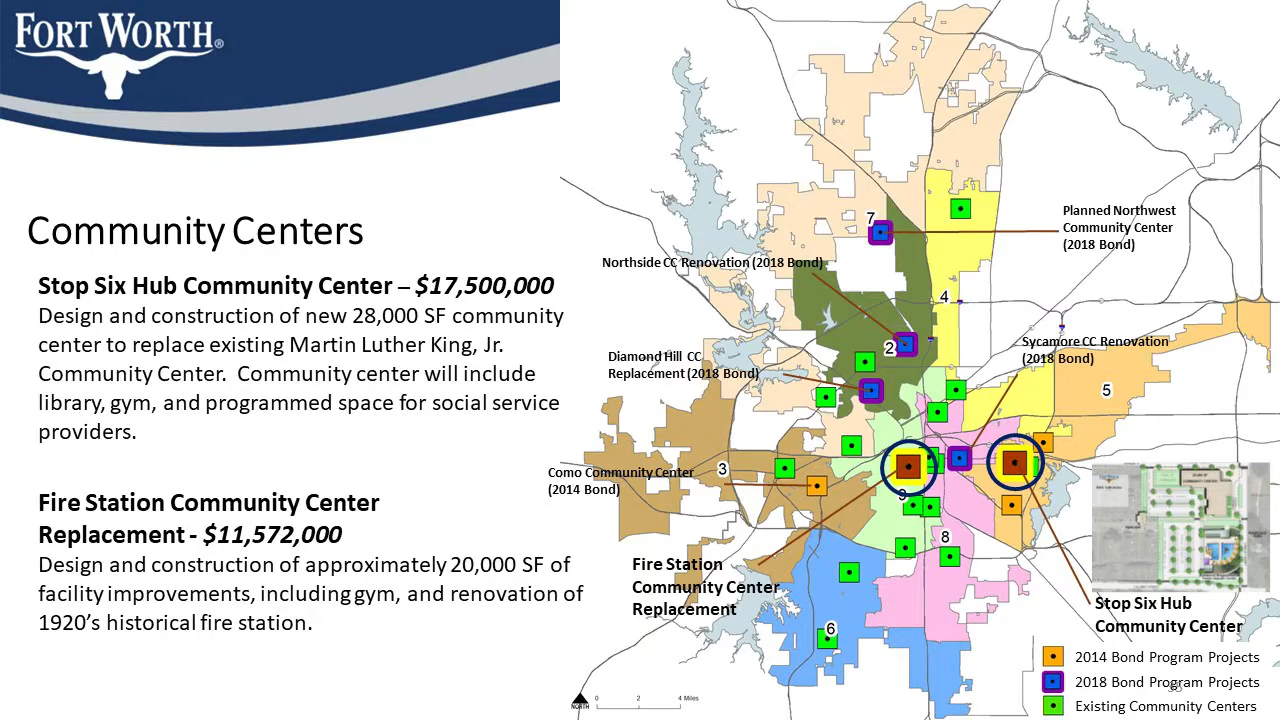 FORT WORTH®
Community Centers
Stop Six Hub Community Center – $17,500,000
Design and construction of new 28,000 SF community
center to replace existing Martin Luther King, Jr.
Community Center. Community center will include
library, gym, and programmed space for social service
providers.
Fire Station Community Center
Replacement - $11,572,000
Design and construction of approximately 20,000 SF of
facility improvements, including gym, and renovation of
1920’s historical fire station.
7
Planned Northwest
Community Center
(2018 Bond)
Northside CC Renovation (2018 Bond)
4
2
Sycamore CC Renovation
(2018 Bond)
Diamond Hill CC
Replacement (2018 Bond)
5
3
Como Community Center
(2014 Bond)
9
8
Fire Station
Community Center
Replacement
Stop Six Hub
Community Center
6
2014 Bond Program Projects
2018 Bond Program Projects
Existing Community Centers
NORTH
0 2 4 Miles